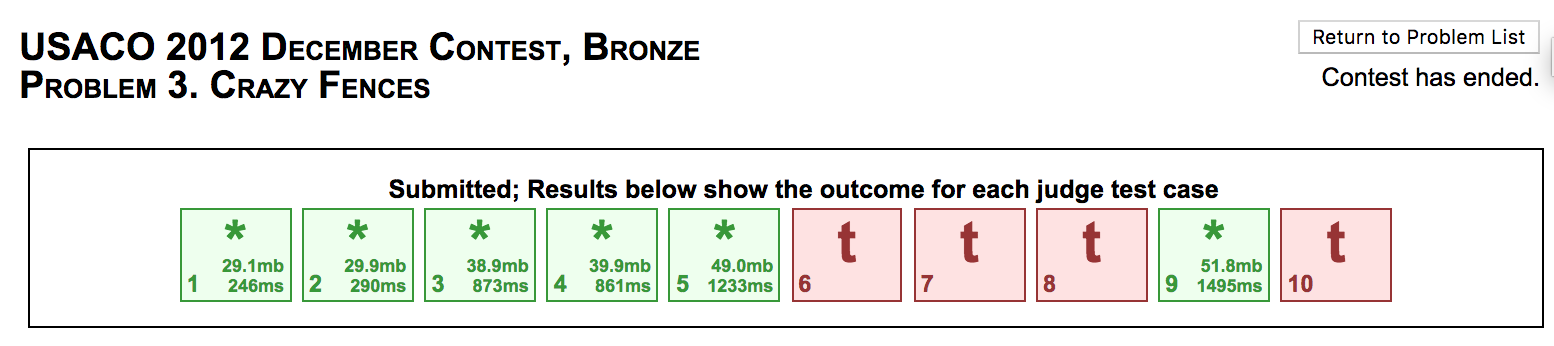 USACO 2012 December Contest, Bronze
Return to Problem List
Problem 3. Crazy Fences
Contest has ended.
Submitted; Results below show the outcome for each judge test case
* * * * * t t t * t
29.1mb 29.9mb 38.9mb 39.9mb 49.0mb 51.8mb
1 246ms 2 290ms 3 873ms 4 861ms 5 1233ms 6 7 8 9 1495ms 10